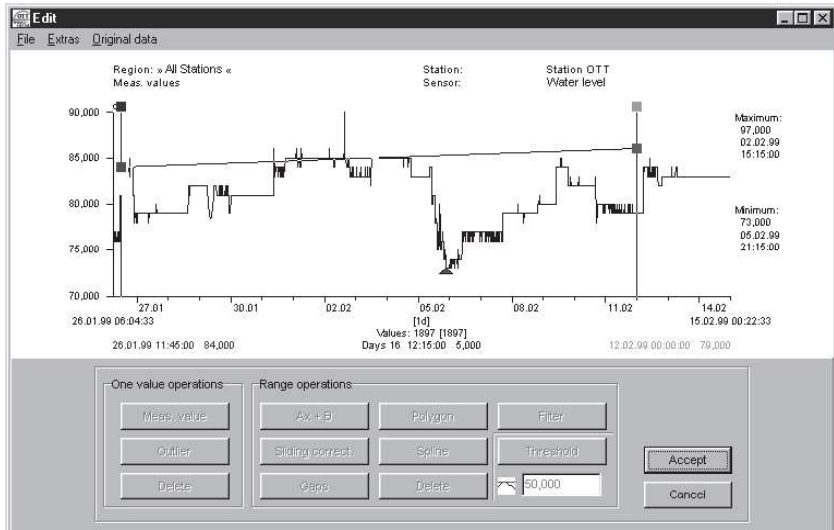 Edit
File Extras Original data
Region: » All Stations « Station: Station OTT
Meas. values Sensor: Water level
90,000
85,000
80,000
75,000
70,000
Maximum:
97,000
02.02.99
15:15:00
Minimum:
73,000
05.02.99
21:15:00
27.01 30.01 02.02 05.02 08.02 11.02 14.02
26.01.99 06:04:33 [1d] 15.02.99 00:22:33
Values: 1897 [1897]
26.01.99 11:45:00 84,000 Days 16 12:15:00 5,000 12.02.99 00:00:00 79,000
One value operations Range operations
Meas. value Ax + B Polygon Filter
Outlier Sliding correct. Spline Threshold
Delete Gaps Delete 50,000
Accept
Cancel